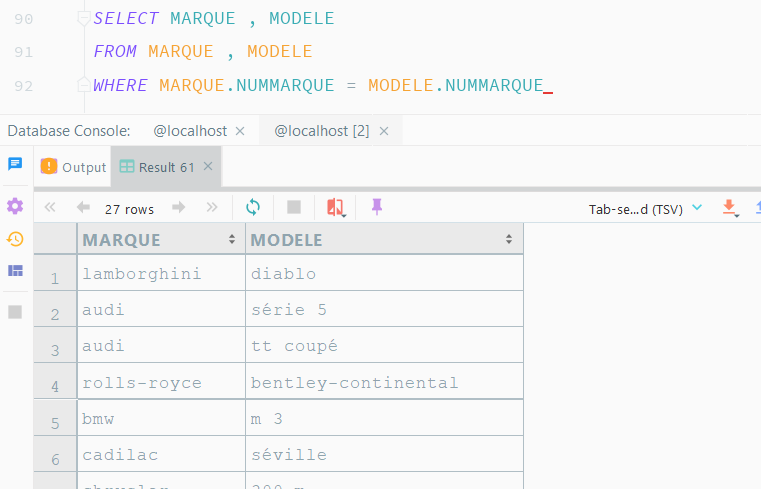 90 SELECT MARQUE , MODELE
91 FROM MARQUE , MODELE
92 WHERE MARQUE.NUMMARQUE = MODELE.NUMMARQUE
Database Console: @localhost × @localhost [2] ×
Output Result 61 ×
27 rows Tab-se...d (TSV)
MARQUE MODELE
1 lamborghini diablo
2 audi série 5
3 audi tt coupé
4 rolls-royce bentley-continental
5 bmw m 3
6 cadilac séville